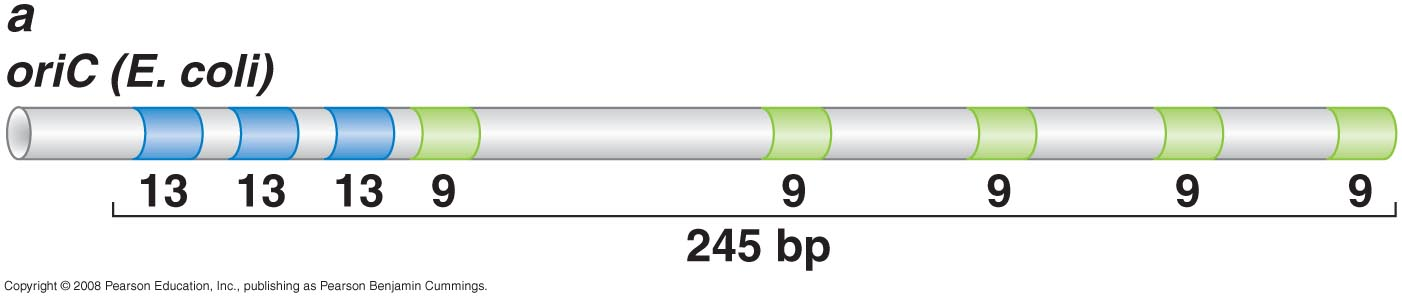 a
oriC (E. coli)
13 13 13 9 9 9 9 9
245 bp
Copyright © 2008 Pearson Education, Inc., publishing as Pearson Benjamin Cummings.